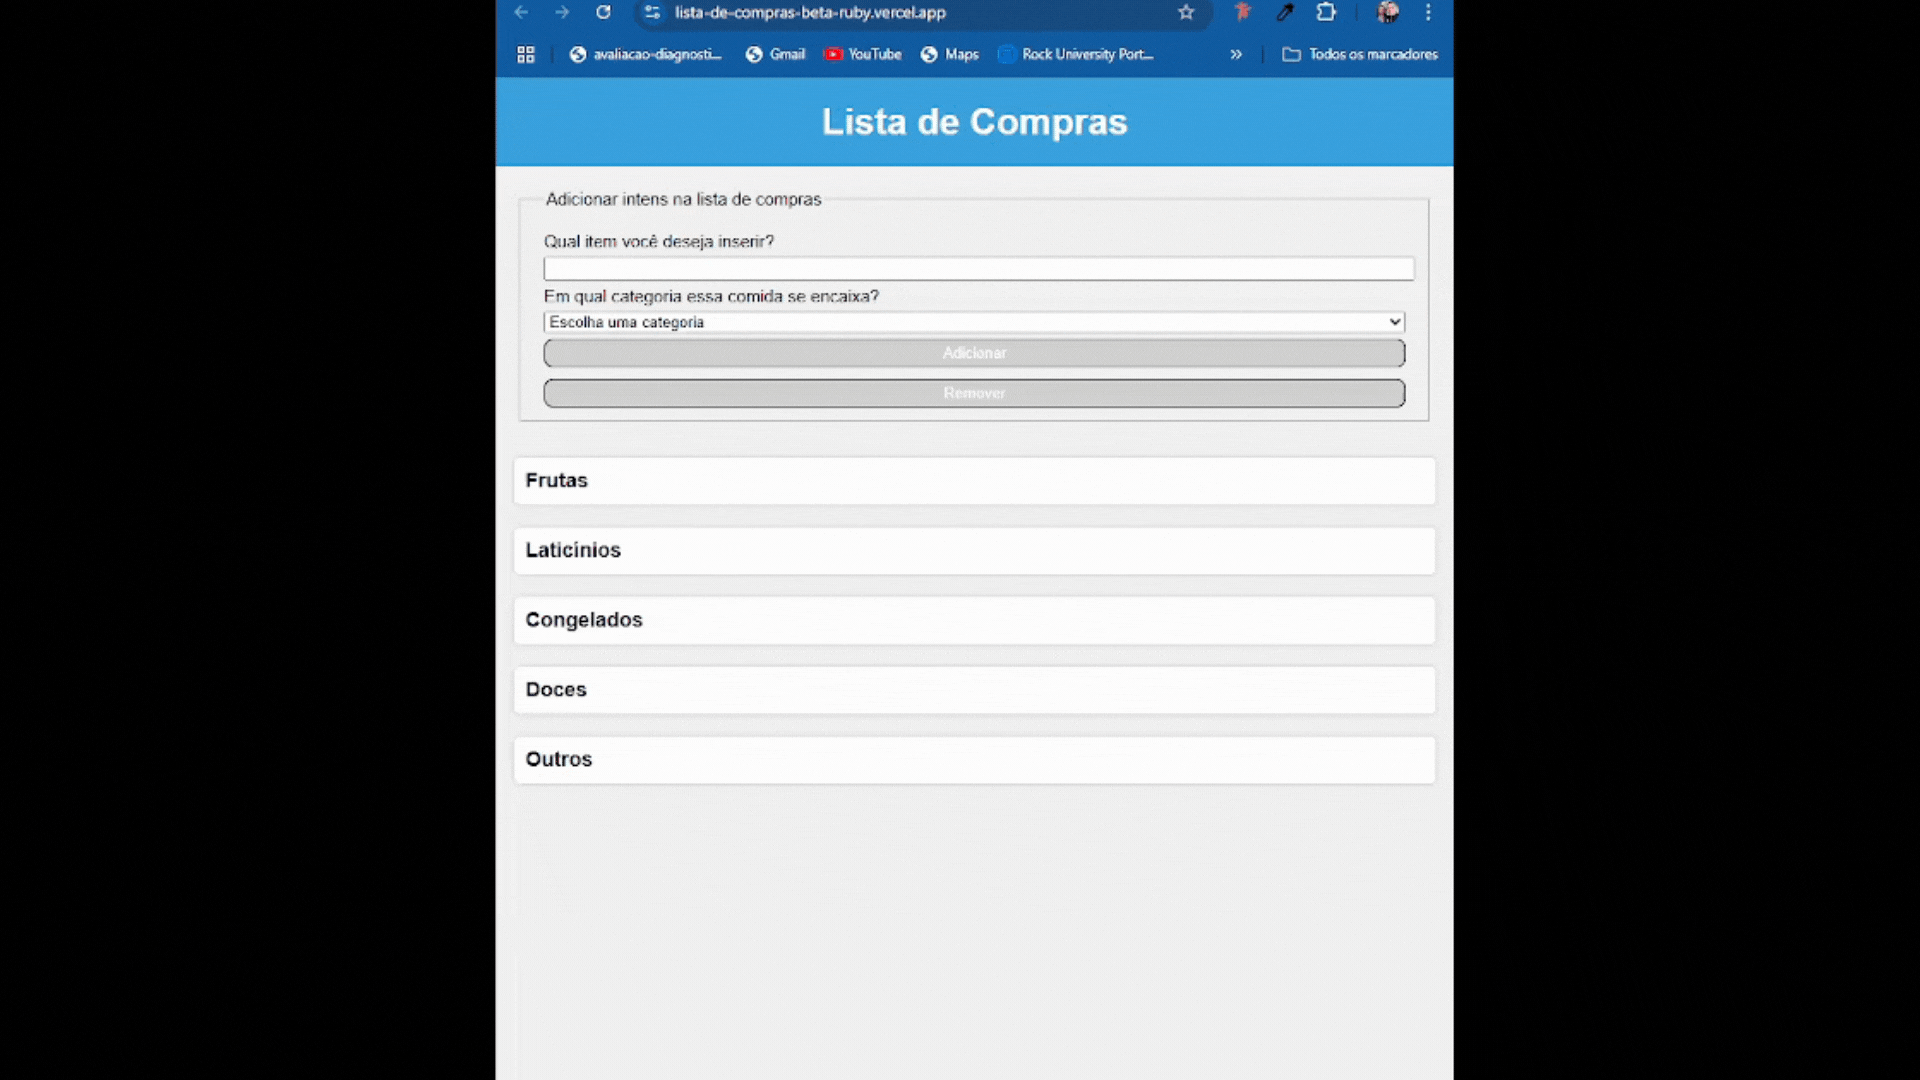 lista-de-compras-beta-ruby.vercel.app
avaliacao-diagnosti... Gmail YouTube Maps Rock University Port... » Todos os marcadores
Lista de Compras
Adicionar intens na lista de compras
Qual item você deseja inserir?
Em qual categoria essa comida se encaixa?
Escolha uma categoria
Adicionar
Remover
Frutas
Laticínios
Congelados
Doces
Outros